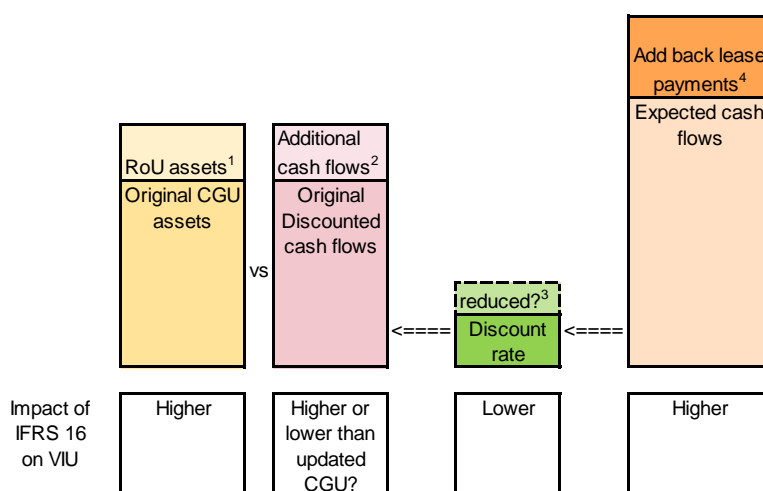 Add back lease
payments⁴
Expected cash
flows
RoU assets¹
Original CGU
assets
vs
Additional
cash flows²
Original
Discounted
cash flows
<====
reduced?³
Discount
rate
<====
Impact of
IFRS 16
on VIU
Higher
Higher or
lower than
updated
CGU?
Lower
Higher